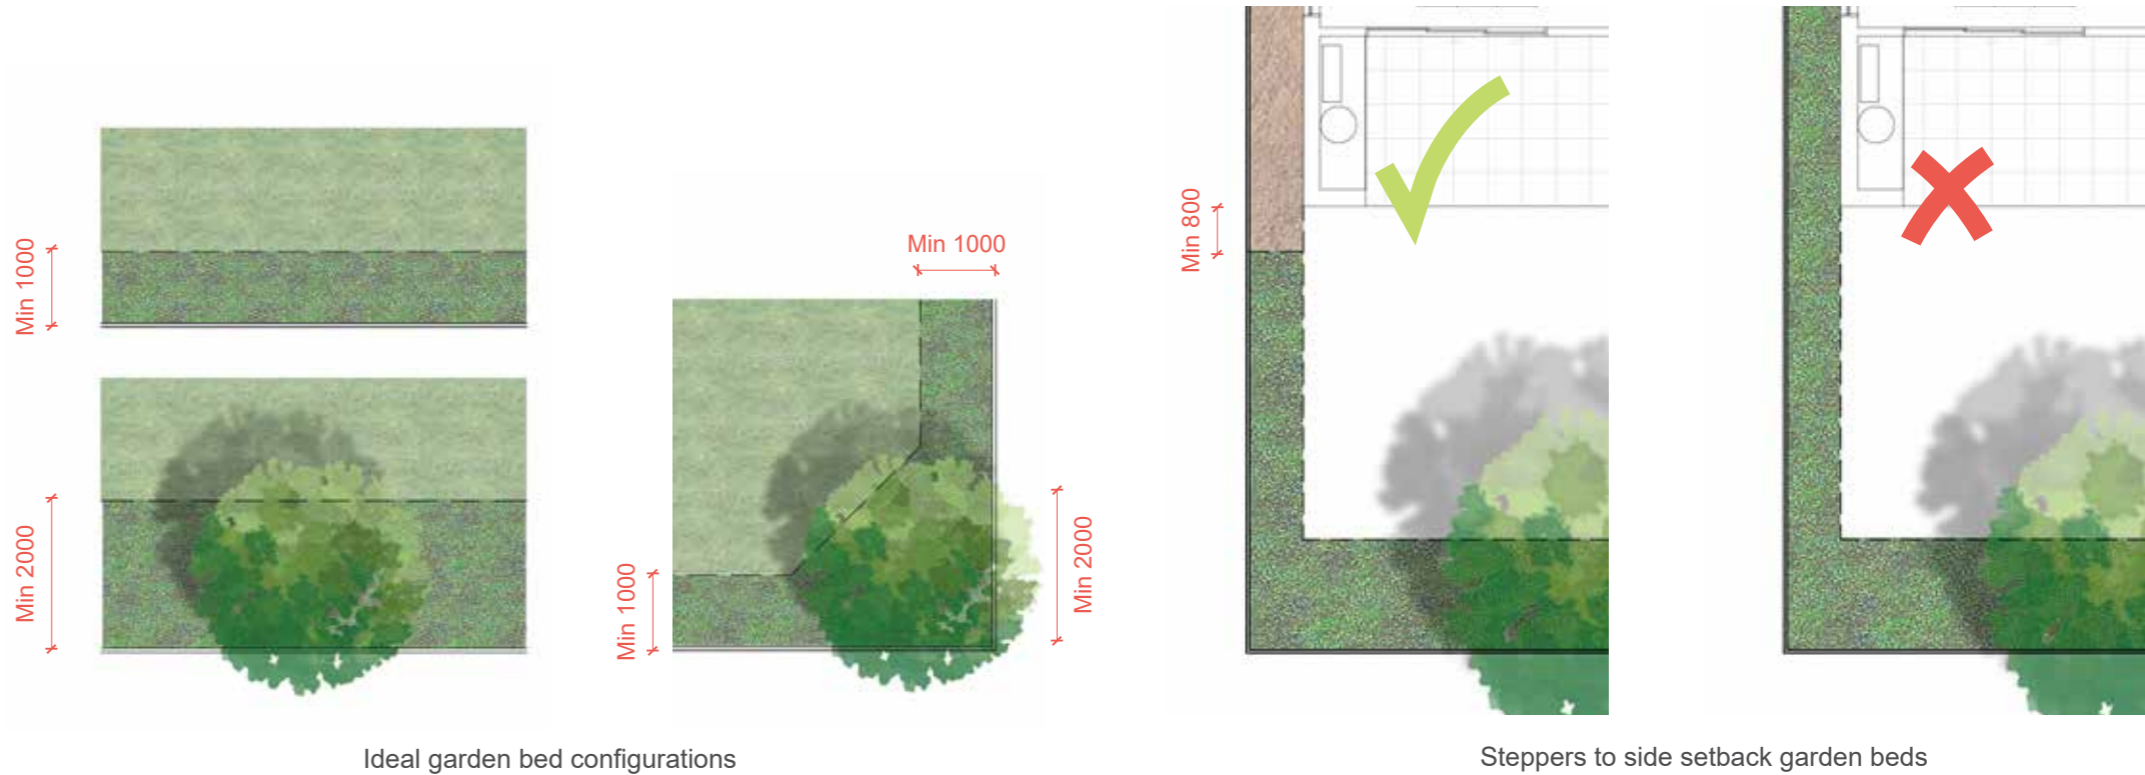 Min 1000
Min 2000
Min 1000
Min 1000
Min 2000
Min 800
Ideal garden bed configurations
Steppers to side setback garden beds